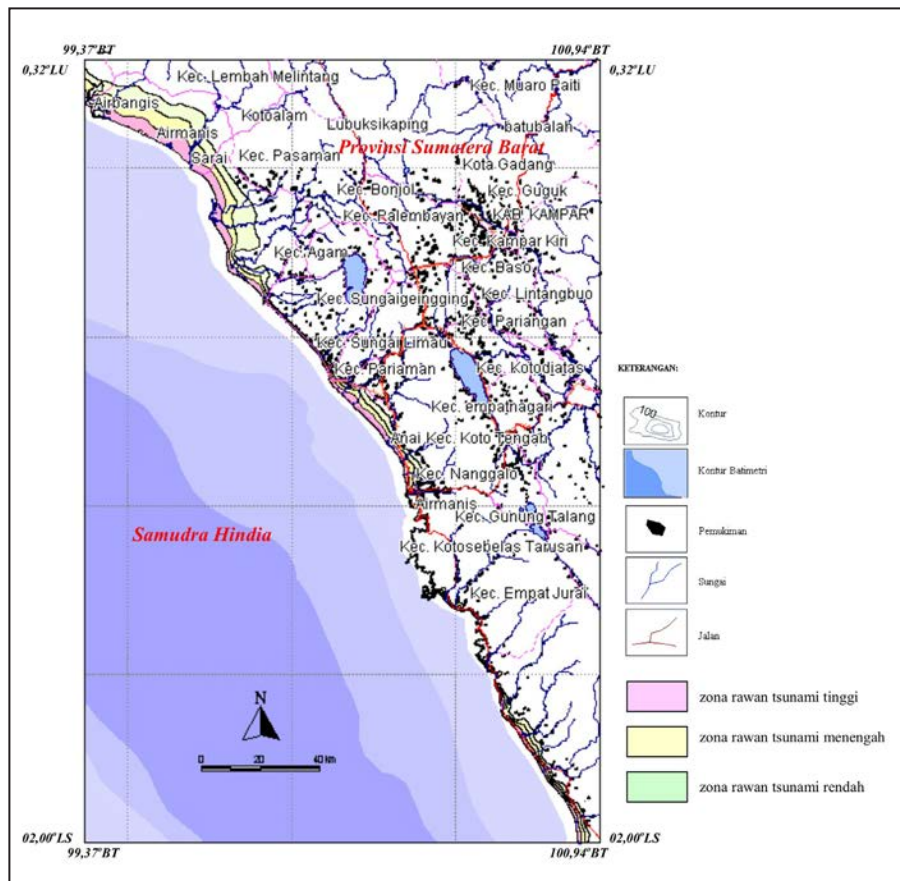 99,37°BT 100,94°BT
0,32°LU 0,32°LU
Kec. Lembah Melintang
Kec. Muaro Paiti
Airbangis
Kotoalam
Lubuksikaping
batubalah
Airmanis
Provinsi Sumatera Barat
Sarai
Kec. Pasaman
Kota Gadang
Kec. Bonjol
Kec. Guguk
Kec. Palembayan
KAB. KAMPAR
Kec. Kampar Kiri
Kec. Agam
Kec. Baso
Kec. Sungaigeingging
Kec. Lintangbuo
Kec. Pariangan
Kec. Sungai Limau
Kec. Pariaman
Kec. Kotodiatas
Kec. empatnagari
Anai Kec. Koto Tengah
Kec. Nanggalo
Airmanis
Kec. Gunung Talang
Samudra Hindia
Kec. Kotosebelas Tarusan
Kec. Empat Jurai
N
0 20 40 km
02,00°LS 02,00°LS
99,37°BT 100,94°BT
KETERANGAN:
100
Kontur
Kontur Batimetri
Pemukiman
Sungai
Jalan
zona rawan tsunami tinggi
zona rawan tsunami menengah
zona rawan tsunami rendah